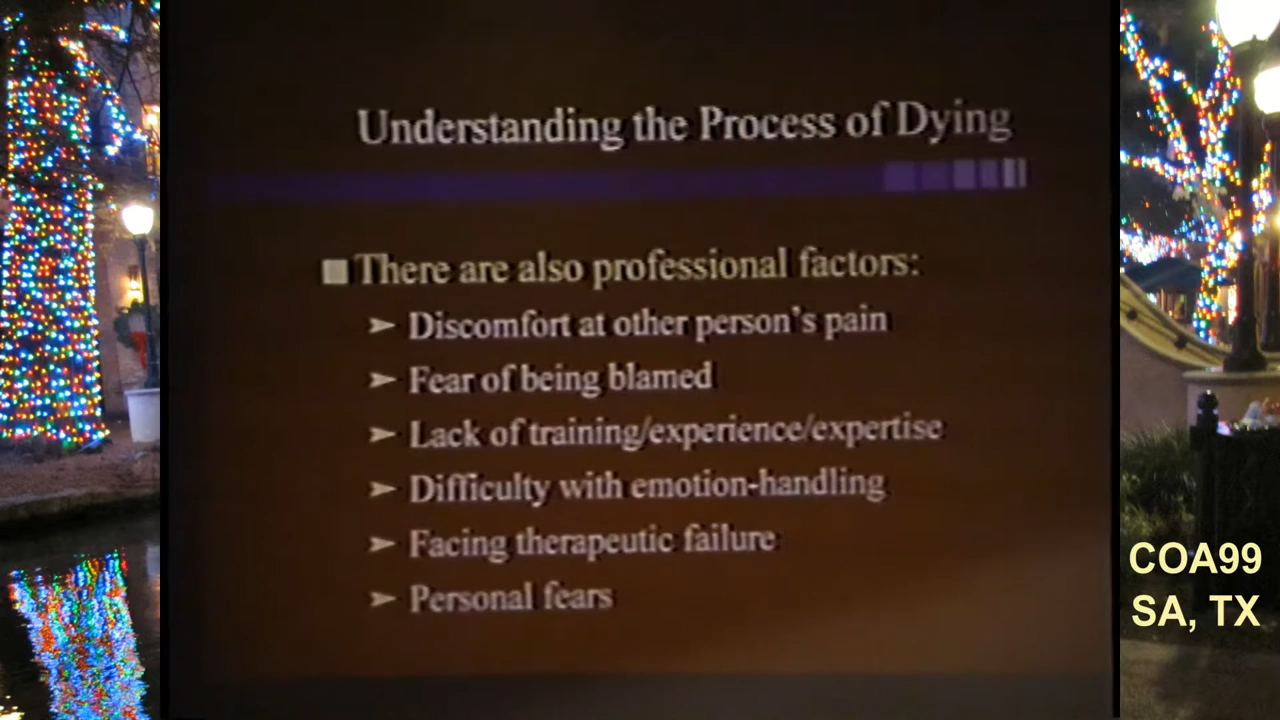 Understanding the Process of Dying
There are also professional factors:
Discomfort at other person's pain
Fear of being blamed
Lack of training/experience/expertise
Difficulty with emotion-handling
Facing therapeutic failure
Personal fears
COA99
SA, TX